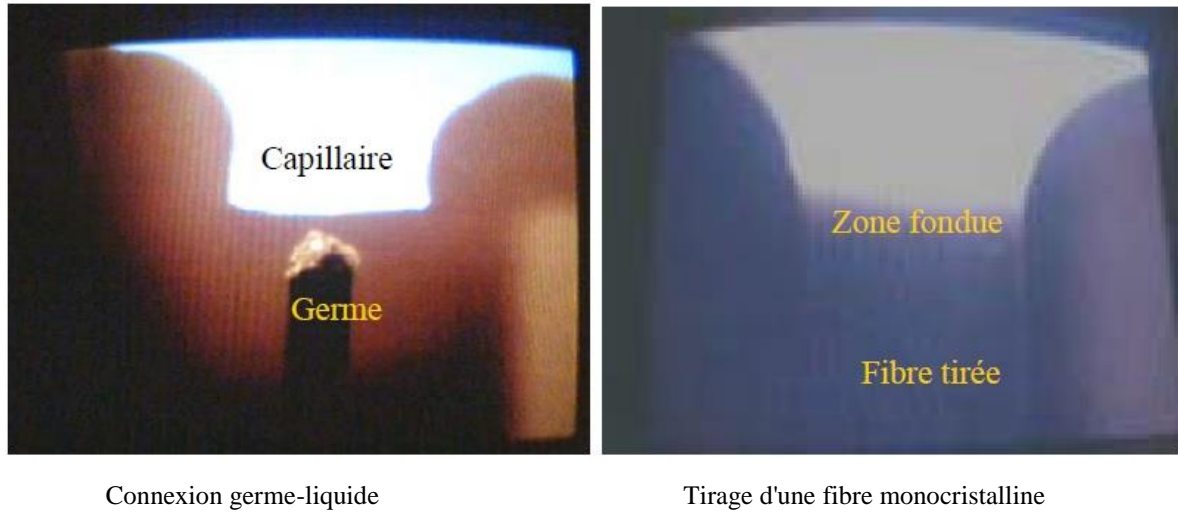 Capillaire
Germe
Zone fondue
Fibre tirée
Connexion germe-liquide
Tirage d'une fibre monocristalline